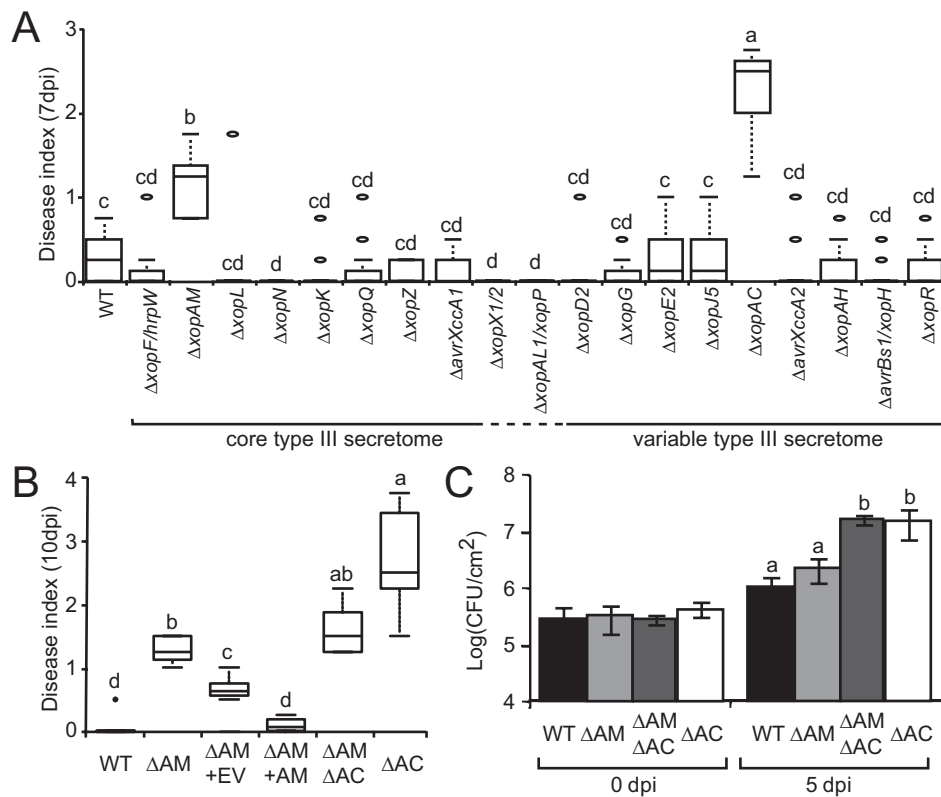 A
Disease index (7dpi)
3
2
1
0
a
b
c
cd
cd
d
cd
cd
cd
cd
d
d
cd
cd
c
c
cd
cd
cd
cd
WT
ΔxopF/hrpW
ΔxopAM
ΔxopL
ΔxopN
ΔxopK
ΔxopQ
ΔxopZ
ΔavrXccA1
ΔxopX1/2
ΔxopAL1/xopP
ΔxopD2
ΔxopG
ΔxopE2
ΔxopJ5
ΔxopAC
ΔavrXccA2
ΔxopAH
ΔavrBs1/xopH
ΔxopR
core type III secretome
variable type III secretome
B
Disease index (10dpi)
4
3
2
1
0
d
b
c
d
ab
a
WT
ΔAM
ΔAM
+EV
ΔAM
+AM
ΔAM
ΔAC
ΔAC
C
Log(CFU/cm²)
8
7
6
5
4
a
a
b
b
WT
ΔAM
ΔAM
ΔAC
ΔAC
WT
ΔAM
ΔAM
ΔAC
ΔAC
0 dpi
5 dpi